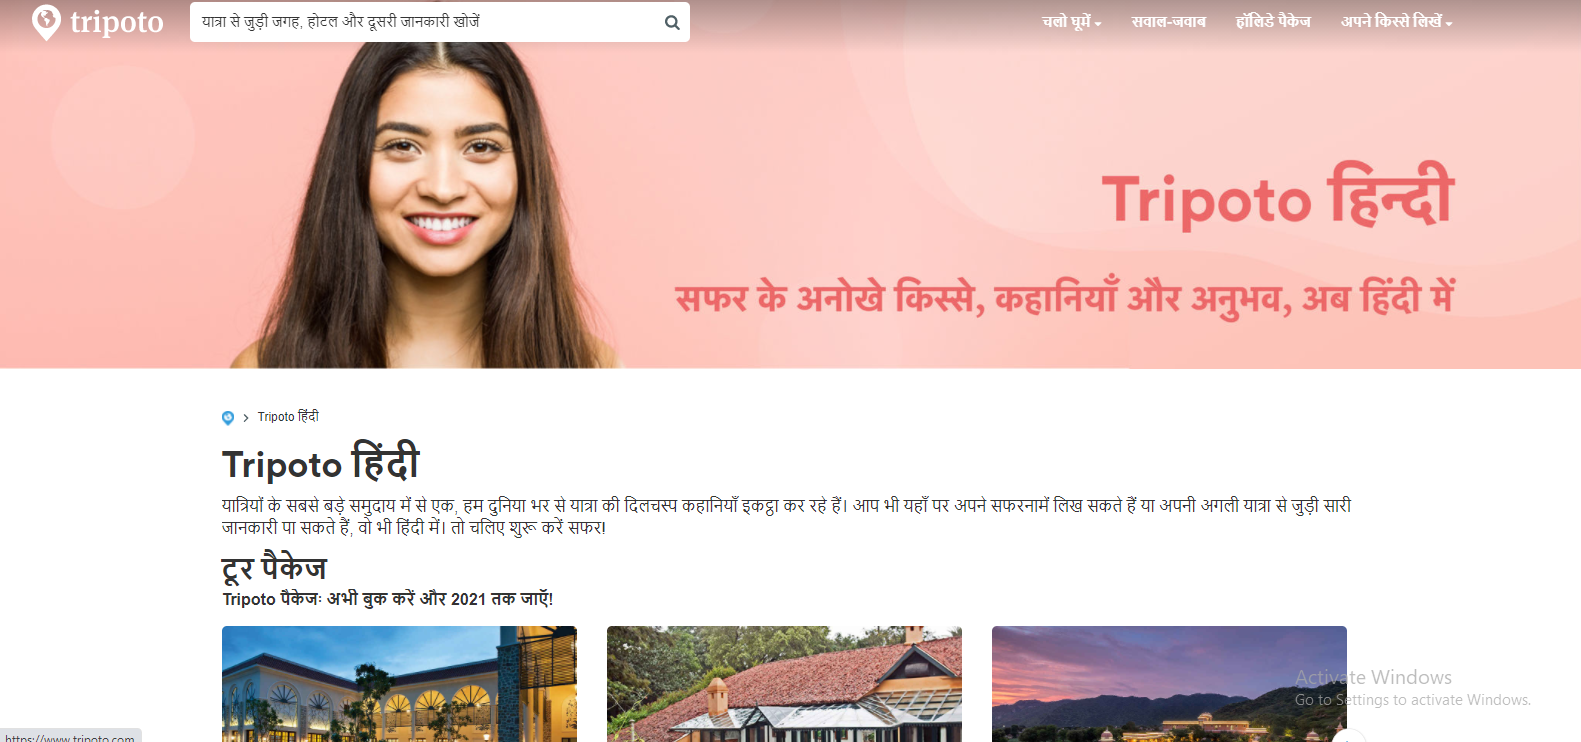 tripoto
यात्रा से जुड़ी जगह, होटल और दूसरी जानकारी खोजें
चलो घूमें
सवाल-जवाब
हॉलिडे पैकेज
अपने किस्से लिखें
Tripoto हिन्दी
सफर के अनोखे किस्से, कहानियाँ और अनुभव, अब हिंदी में
Tripoto हिंदी
Tripoto हिंदी
यात्रियों के सबसे बड़े समुदाय में से एक, हम दुनिया भर से यात्रा की दिलचस्प कहानियाँ इकट्ठा कर रहे हैं। आप भी यहाँ पर अपने सफरनामें लिख सकते हैं या अपनी अगली यात्रा से जुड़ी सारी
जानकारी पा सकते हैं, वो भी हिंदी में। तो चलिए शुरू करें सफर!
टूर पैकेज
Tripoto पैकेजः अभी बुक करें और 2021 तक जाएँ!
Activate Windows
Go to Settings to activate Windows.
https://www.tripoto.com